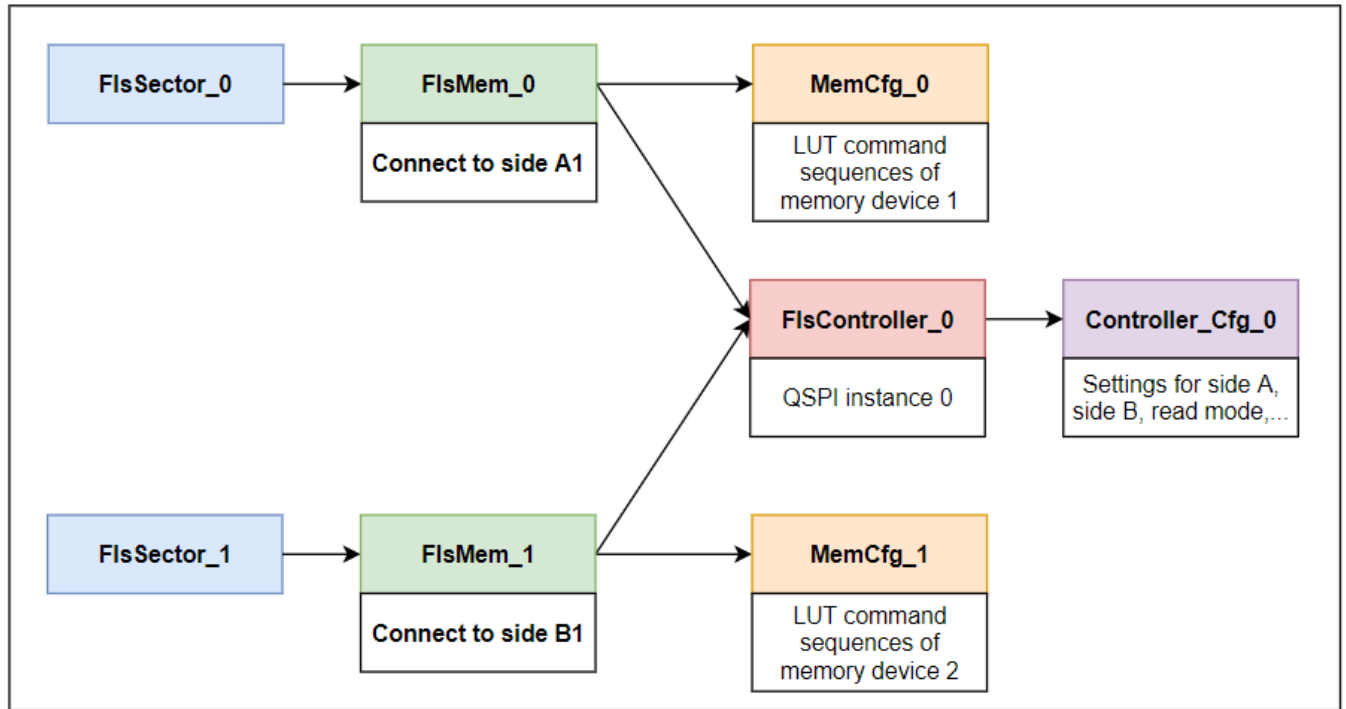 FlsSector_0
FlsMem_0
MemCfg_0
Connect to side A1
LUT command
sequences of
memory device 1
FlsController_0
Controller_Cfg_0
QSPI instance 0
Settings for side A,
side B, read mode,...
FlsSector_1
FlsMem_1
MemCfg_1
Connect to side B1
LUT command
sequences of
memory device 2